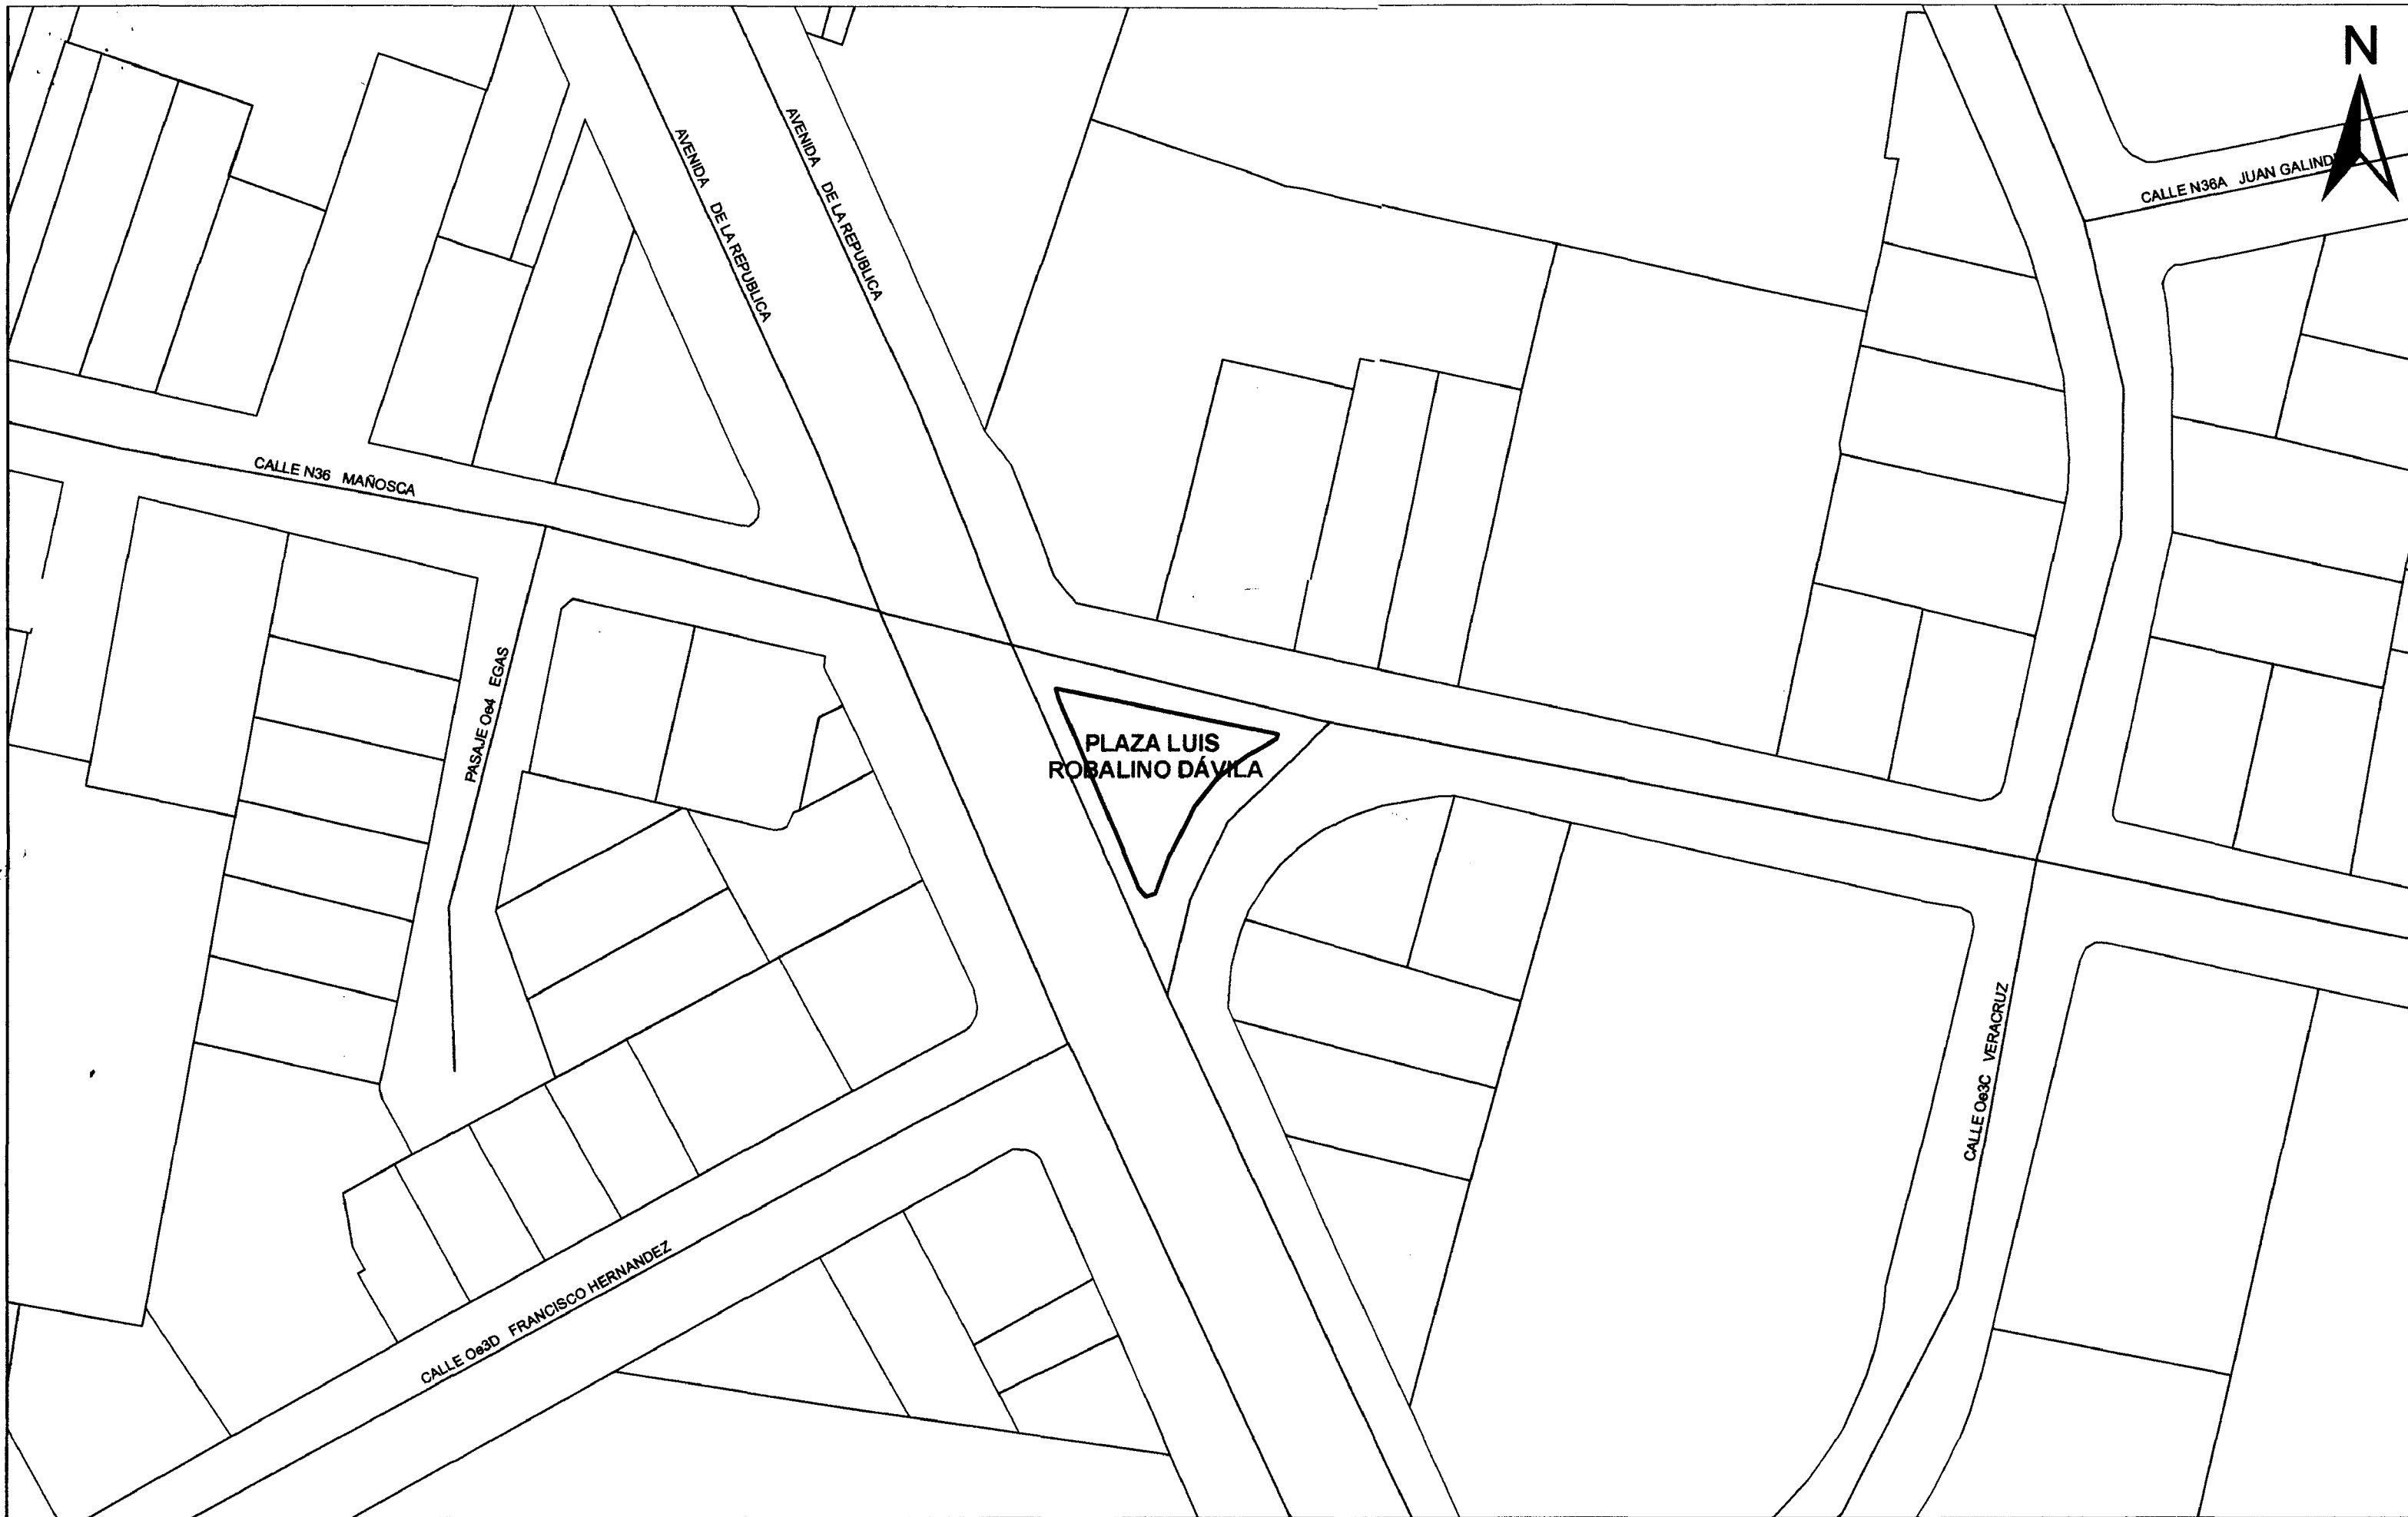 N
AVENIDA DE LA REPUBLICA
AVENIDA DE LA REPUBLICA
CALLE N36A JUAN GALIND
CALLE N36 MAÑOSCA
PASAJE Oe4 EGAS
PLAZA LUIS
ROBALINO DÁVILA
CALLE Oe3C VERACRUZ
CALLE Oe3D FRANCISCO HERNANDEZ